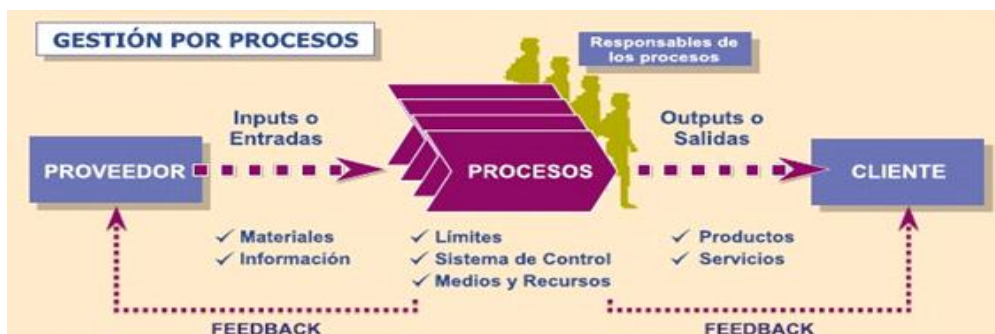 GESTIÓN POR PROCESOS
Responsables de
los procesos
Inputs o
Entradas
Outputs o
Salidas
PROVEEDOR
PROCESOS
CLIENTE
✓ Materiales
✓ Información
✓ Límites
✓ Sistema de Control
✓ Medios y Recursos
✓ Productos
✓ Servicios
FEEDBACK
FEEDBACK